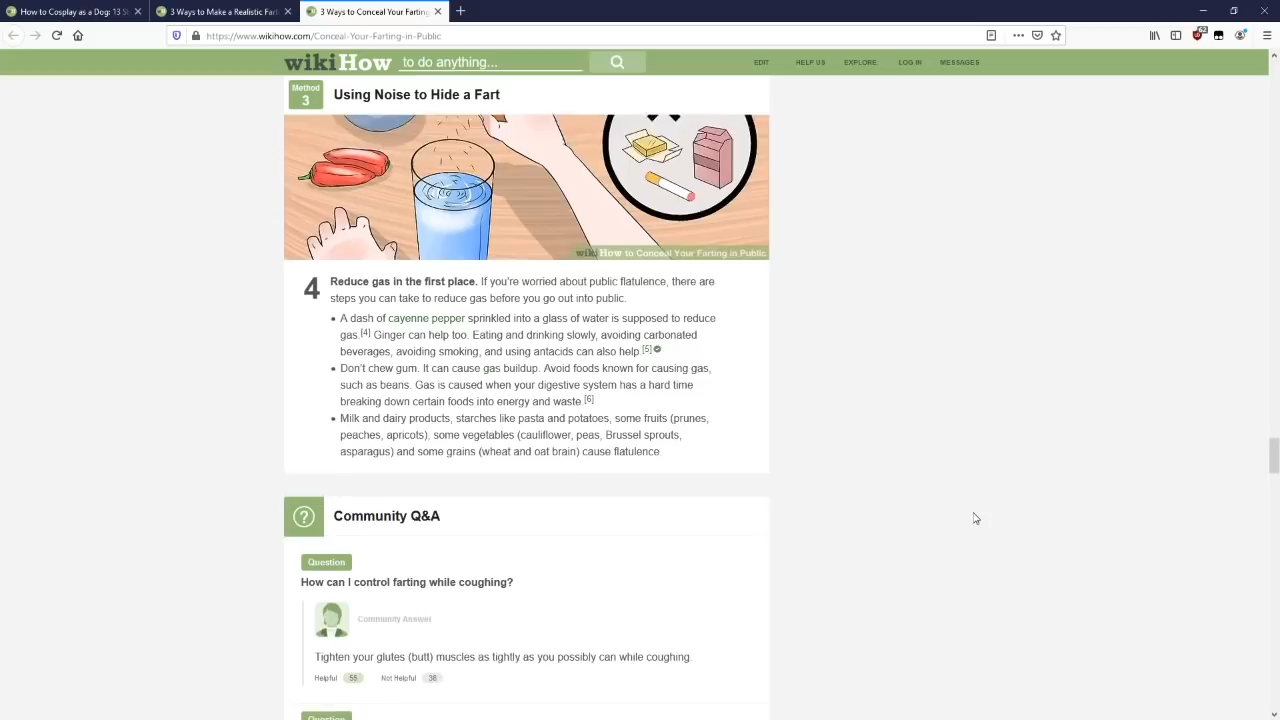 How to Cosplay as a Dog: 13 St
3 Ways to Make a Realistic Fart
3 Ways to Conceal Your Farting
https://www.wikihow.com/Conceal-Your-Farting-in-Public
wikiHow to do anything... EDIT HELP US EXPLORE LOG IN MESSAGES
Method
3
Using Noise to Hide a Fart
wikiHow to Conceal Your Farting in Public
4 Reduce gas in the first place. If you're worried about public flatulence, there are
steps you can take to reduce gas before you go out into public.
• A dash of cayenne pepper sprinkled into a glass of water is supposed to reduce
gas.[4] Ginger can help too. Eating and drinking slowly, avoiding carbonated
beverages, avoiding smoking, and using antacids can also help.[5]
• Don't chew gum. It can cause gas buildup. Avoid foods known for causing gas,
such as beans. Gas is caused when your digestive system has a hard time
breaking down certain foods into energy and waste.[6]
• Milk and dairy products, starches like pasta and potatoes, some fruits (prunes,
peaches, apricots), some vegetables (cauliflower, peas, Brussel sprouts,
asparagus) and some grains (wheat and oat brain) cause flatulence
? Community Q&A
Question
How can I control farting while coughing?
Community Answer
Tighten your glutes (butt) muscles as tightly as you possibly can while coughing.
Helpful 55 Not Helpful 38
Question